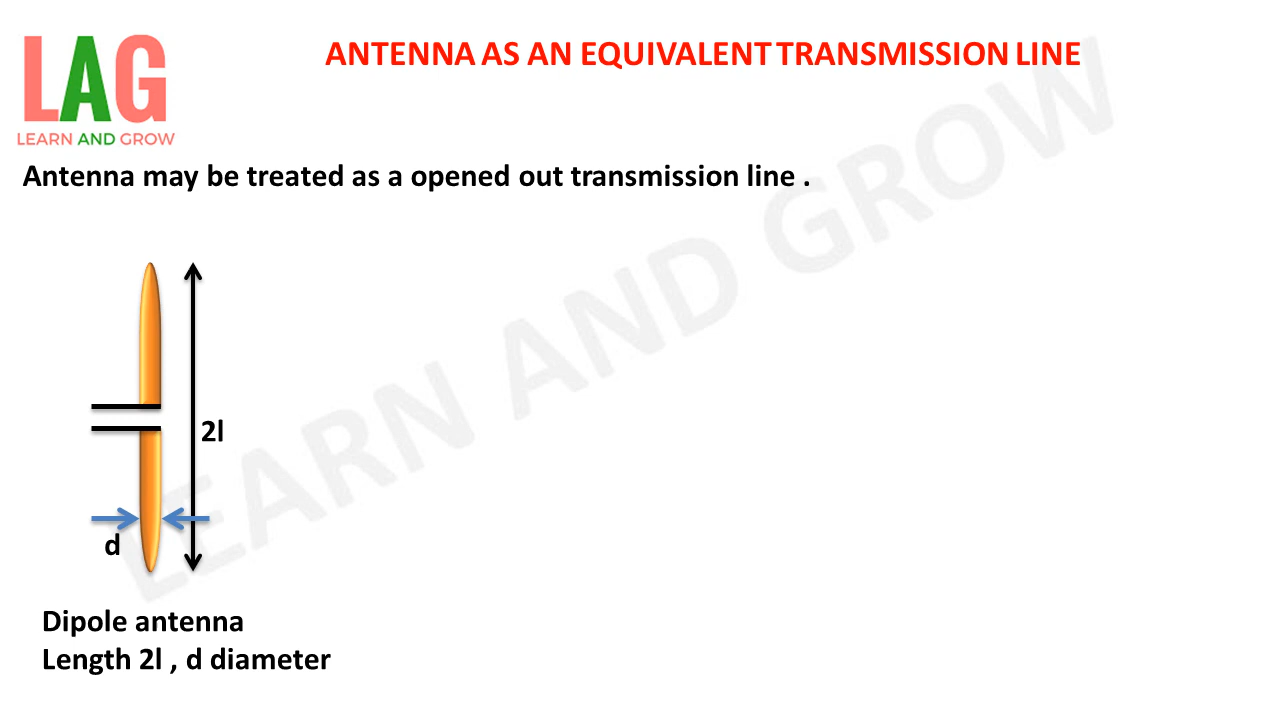 LAG
LEARN AND GROW
ANTENNA AS AN EQUIVALENT TRANSMISSION LINE
Antenna may be treated as a opened out transmission line .
2l
d
Dipole antenna
Length 2l , d diameter
LEARN AND GROW